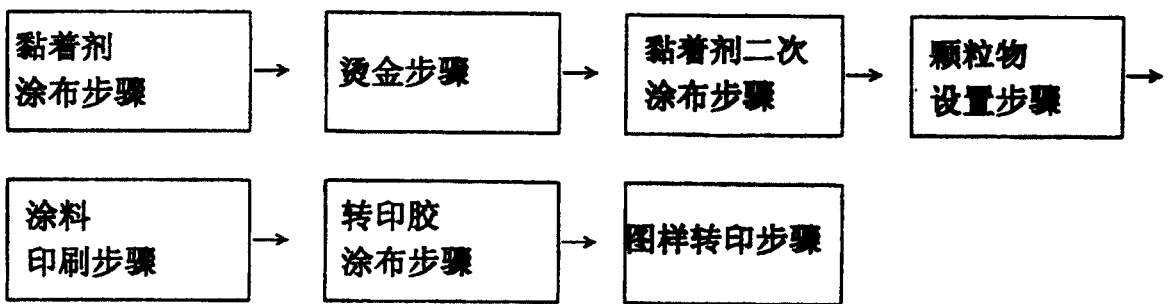 黏着剂
涂布步骤
烫金步骤
黏着剂二次
涂布步骤
颗粒物
设置步骤
涂料
印刷步骤
转印胶
涂布步骤
图样转印步骤